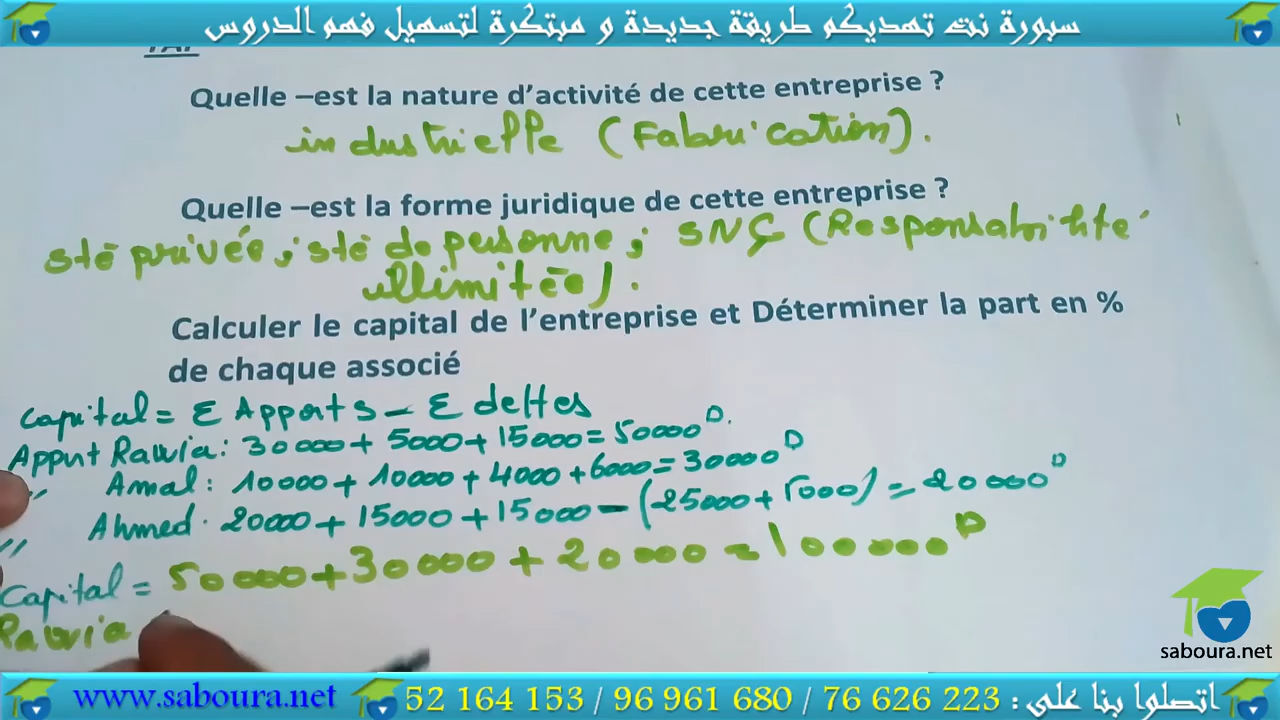 سبورة نت تهديكم طريقة جديدة و مبتكرة لتسهيل فهم الدروس
TAF
Quelle –est la nature d'activité de cette entreprise ?
industrielle (Fabrication).
Quelle –est la forme juridique de cette entreprise ?
sté privée ; sté de personne ; SNC (Responsabilité
illimitée).
Calculer le capital de l'entreprise et Déterminer la part en %
de chaque associé
Capital = Σ Apports – Σ dettes
Apport Rawia : 30000 + 5000 + 15000 = 50000 D.
" Amal : 10000 + 10000 + 4000 + 6000 = 30000 D
" Ahmed . 20000 + 15000 + 15000 – (25000 + 5000) = 20000 D
Capital = 50000 + 30000 + 20000 = 100000 D
Rawia
saboura.net
www.saboura.net 52 164 153 / 96 961 680 / 76 626 223 : اتصلوا بنا على